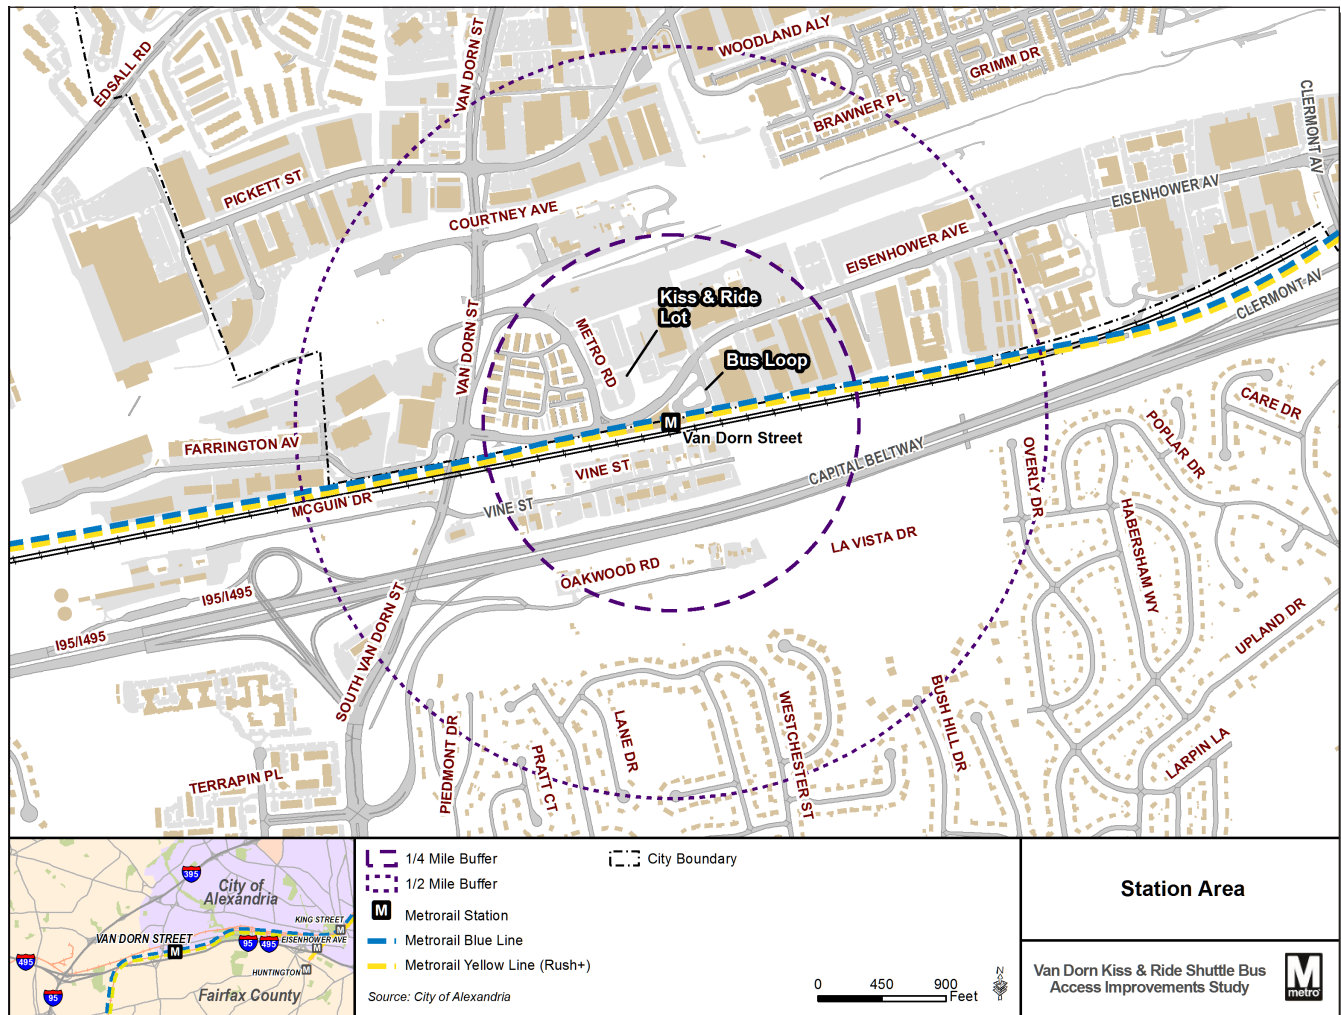 EDSALL RD
VAN DORN ST
WOODLAND ALY
GRIMM DR
BRAWNER PL
CLERMONT AV
PICKETT ST
EISENHOWER AV
COURTNEY AVE
EISENHOWER AVE
Kiss & Ride
Lot
METRO RD
VAN DORN ST
Bus Loop
CLERMONT AV
M
Van Dorn Street
CARE DR
POPLAR DR
FARRINGTON AV
VINE ST
CAPITAL BELTWAY
OVERLY DR
MCGUIN DR
VINE ST
HABERSHAM WY
LA VISTA DR
OAKWOOD RD
I95/I495
I95/I495
SOUTH VAN DORN ST
UPLAND DR
BUSH HILL DR
WESTCHESTER ST
LANE DR
PIEDMONT DR
PRATT CT
LARPIN LA
TERRAPIN PL
395
City of
Alexandria
KING STREET
M
VAN DORN STREET
M
95
495
EISENHOWER AVE
M
495
HUNTINGTON
M
95
Fairfax County
1/4 Mile Buffer
City Boundary
1/2 Mile Buffer
M
Metrorail Station
Metrorail Blue Line
Metrorail Yellow Line (Rush+)
Source: City of Alexandria
0 450 900
Feet
N
Station Area
Van Dorn Kiss & Ride Shuttle Bus
Access Improvements Study
M
metro